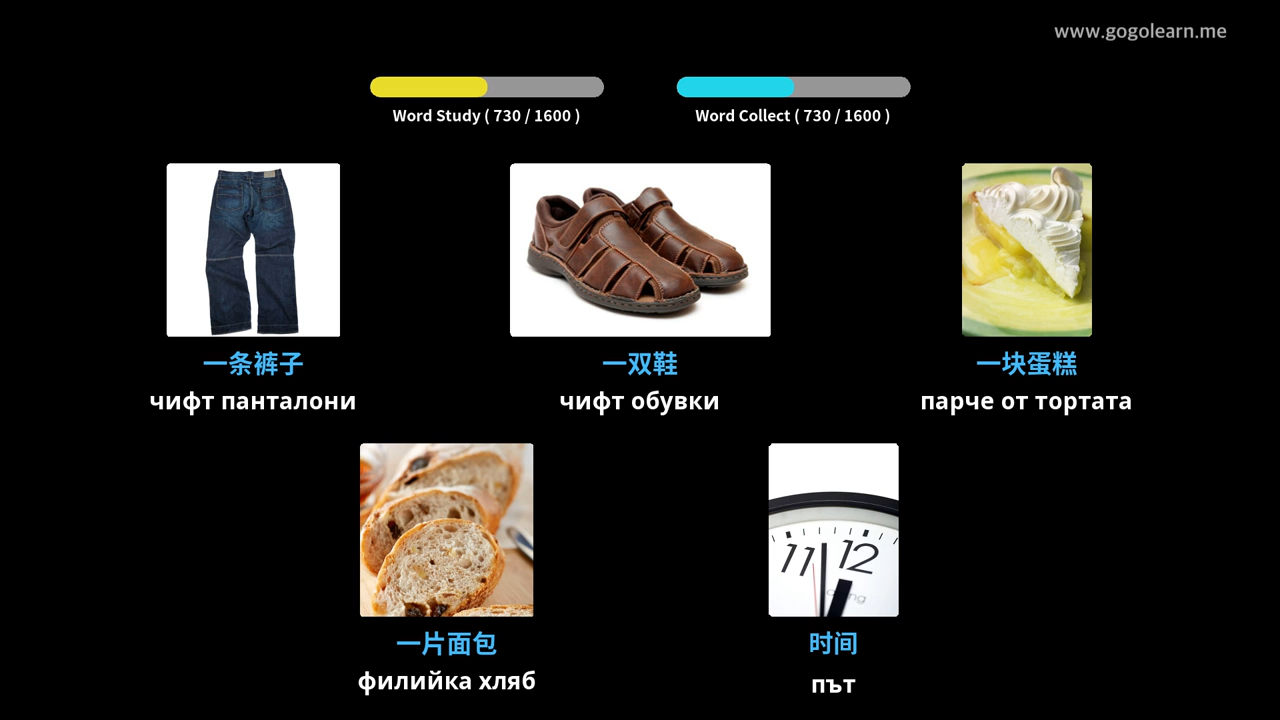 www.gogolearn.me
Word Study ( 730 / 1600 )
Word Collect ( 730 / 1600 )
一条裤子
чифт панталони
一双鞋
чифт обувки
一块蛋糕
парче от тортата
11 12
一片面包
филийка хляб
时间
път